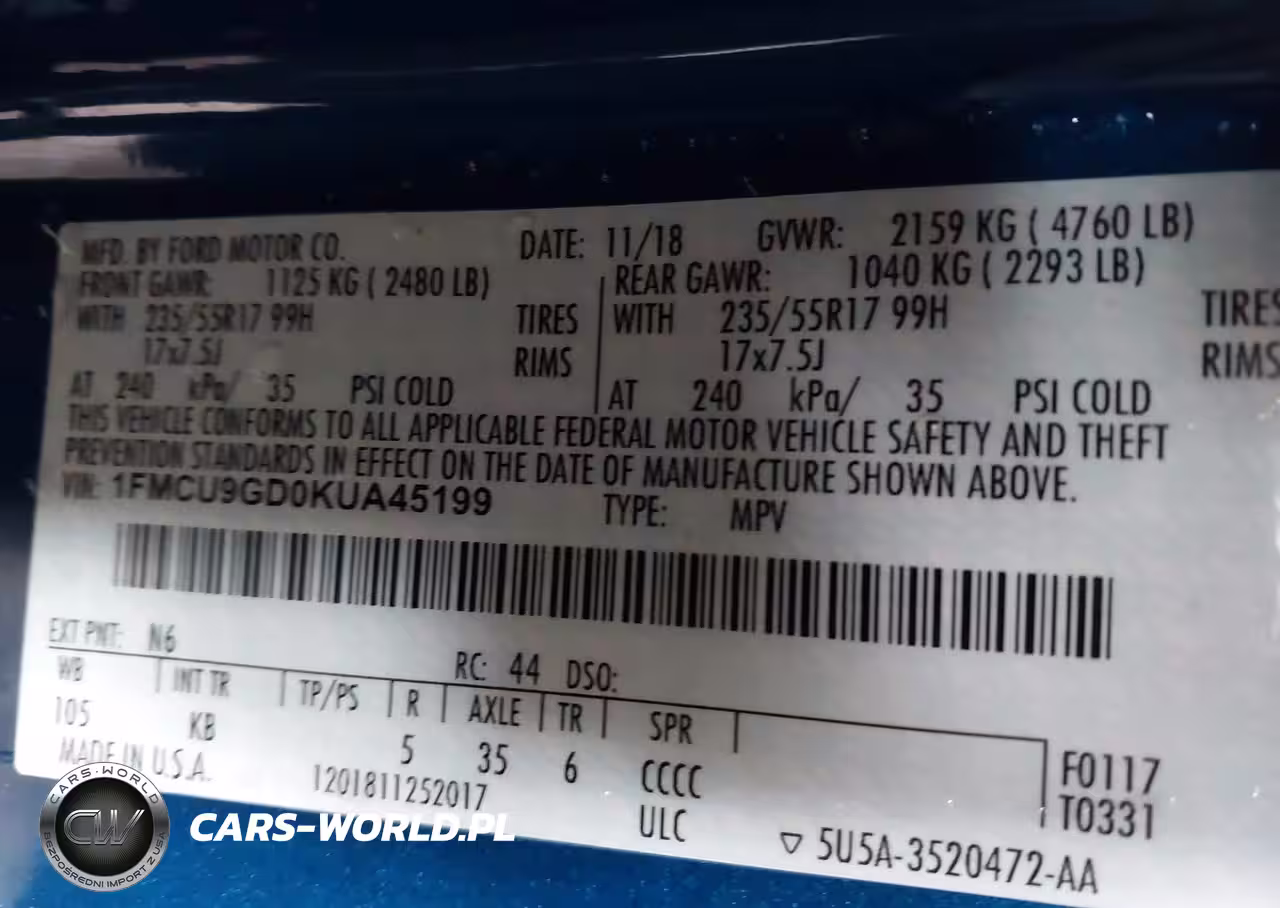 MFD. BY FORD MOTOR CO. DATE: 11/18 GVWR: 2159 KG ( 4760 LB)
FRONT GAWR: 1125 KG ( 2480 LB) REAR GAWR: 1040 KG ( 2293 LB)
WITH 235/55R17 99H TIRES WITH 235/55R17 99H TIRES
17x7.5J RIMS 17x7.5J RIMS
AT 240 kPa/ 35 PSI COLD AT 240 kPa/ 35 PSI COLD
THIS VEHICLE CONFORMS TO ALL APPLICABLE FEDERAL MOTOR VEHICLE SAFETY AND THEFT
PREVENTION STANDARDS IN EFFECT ON THE DATE OF MANUFACTURE SHOWN ABOVE.
VIN: 1FMCU9GD0KUA45199 TYPE: MPV
EXT PNT: N6 RC: 44 DSO:
WB INT TR TP/PS R AXLE TR SPR
105 KB 5 35 6 CCCC F0117
MADE IN U.S.A. 1201811252017 ULC T0331
▽ 5U5A-3520472-AA
CARS-WORLD
CW
BEZPOŚREDNI IMPORT Z USA
CARS-WORLD.PL